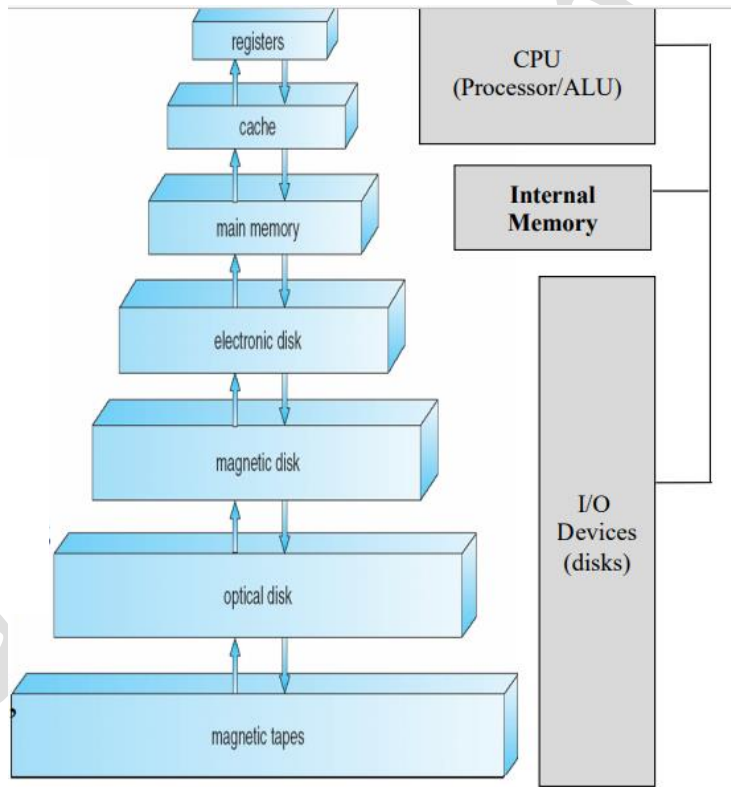 registers
cache
main memory
electronic disk
magnetic disk
optical disk
magnetic tapes
,
CPU
(Processor/ALU)
Internal
Memory
I/O
Devices
(disks)